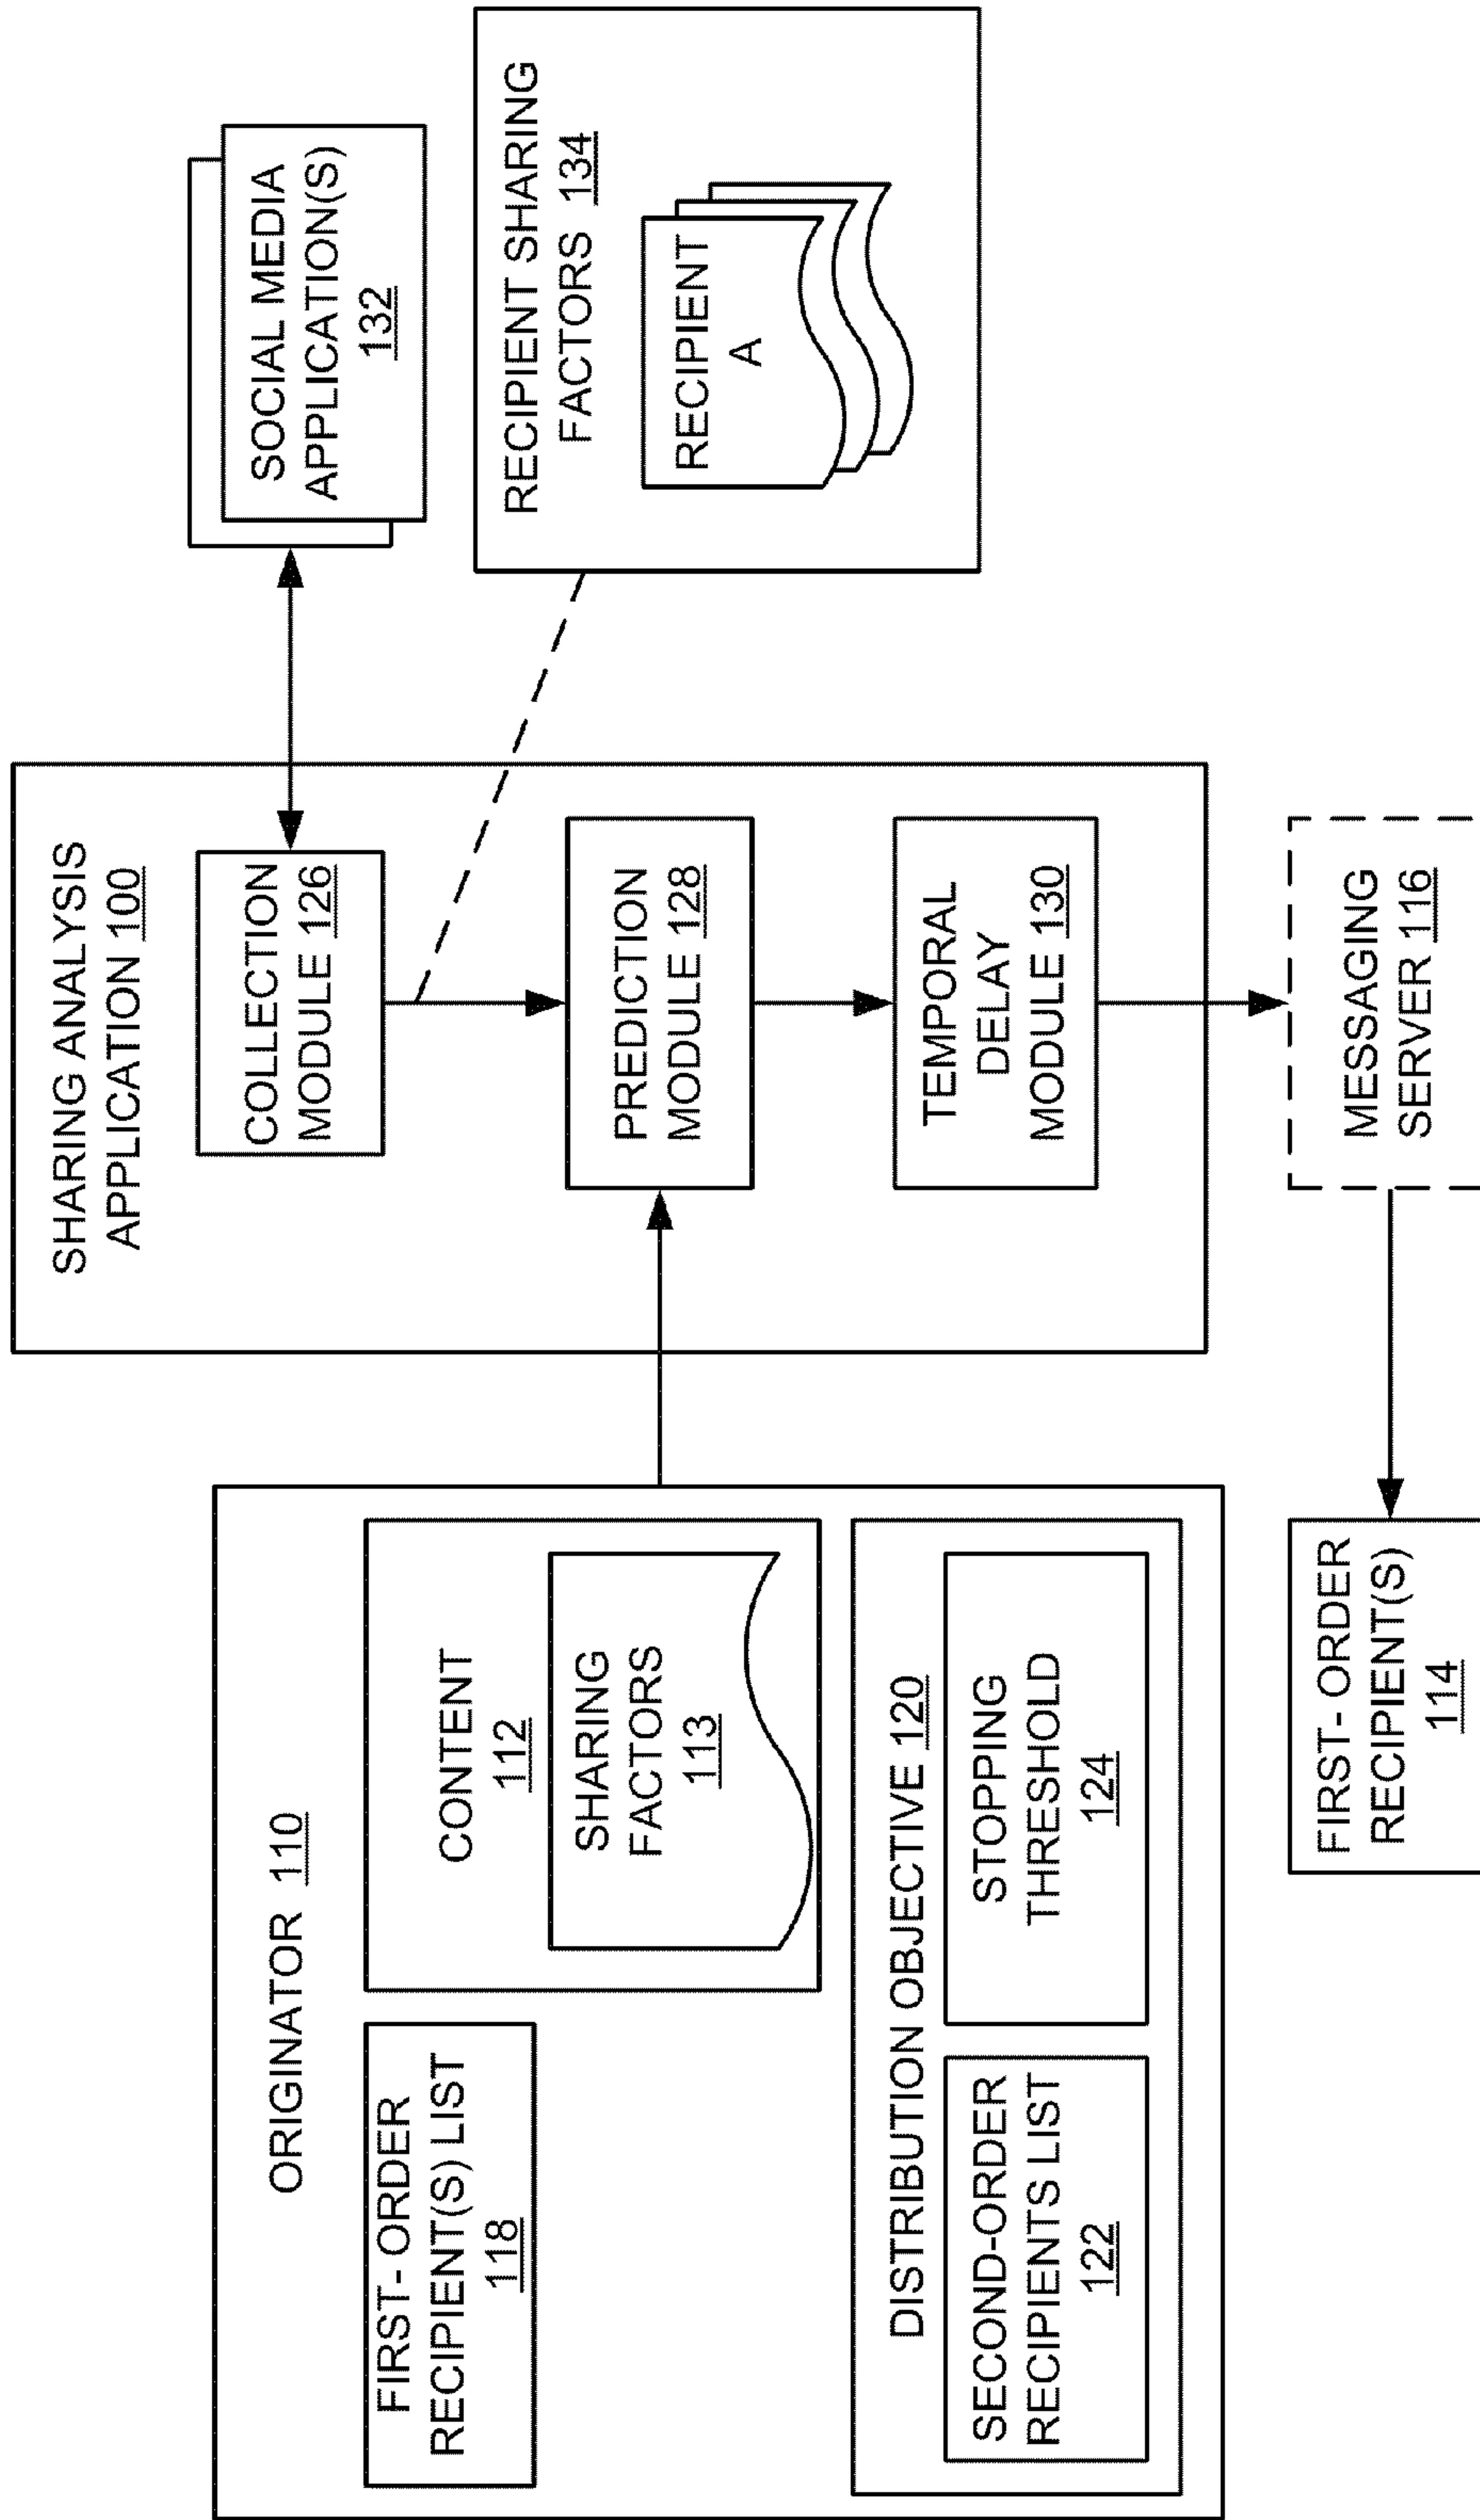 ORIGINATOR 110
FIRST- ORDER
RECIPIENT(S) LIST
118
CONTENT
112
SHARING
FACTORS
113
DISTRIBUTION OBJECTIVE 120
SECOND-ORDER
RECIPIENTS LIST
122
STOPPING
THRESHOLD
124
FIRST- ORDER
RECIPIENT(S)
114
SHARING ANALYSIS
APPLICATION 100
COLLECTION
MODULE 126
PREDICTION
MODULE 128
TEMPORAL
DELAY
MODULE 130
MESSAGING
SERVER 116
SOCIAL MEDIA
APPLICATION(S)
132
RECIPIENT SHARING
FACTORS 134
RECIPIENT
A